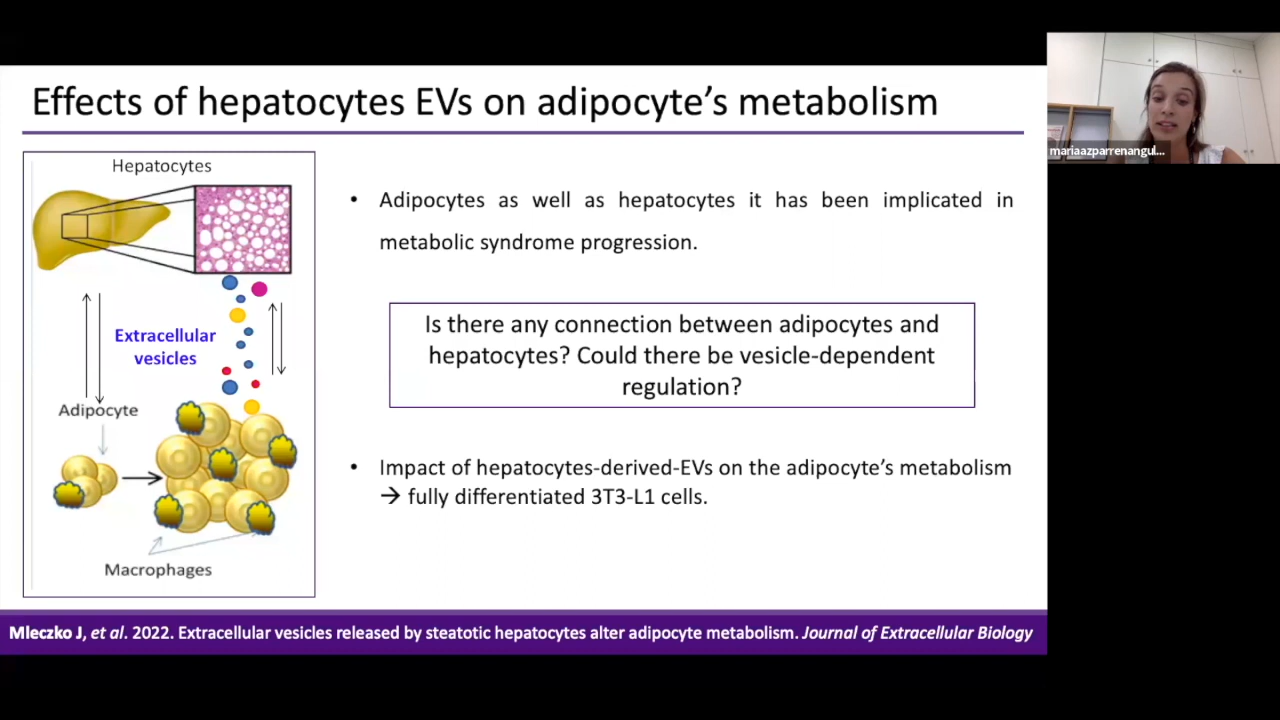 Effects of hepatocytes EVs on adipocyte’s metabolism
mariaazparrenangul...
Hepatocytes
Extracellular
vesicles
Adipocyte
Macrophages
• Adipocytes as well as hepatocytes it has been implicated in
metabolic syndrome progression.
Is there any connection between adipocytes and
hepatocytes? Could there be vesicle-dependent
regulation?
• Impact of hepatocytes-derived-EVs on the adipocyte’s metabolism
→ fully differentiated 3T3-L1 cells.
Mleczko J, et al. 2022. Extracellular vesicles released by steatotic hepatocytes alter adipocyte metabolism. Journal of Extracellular Biology